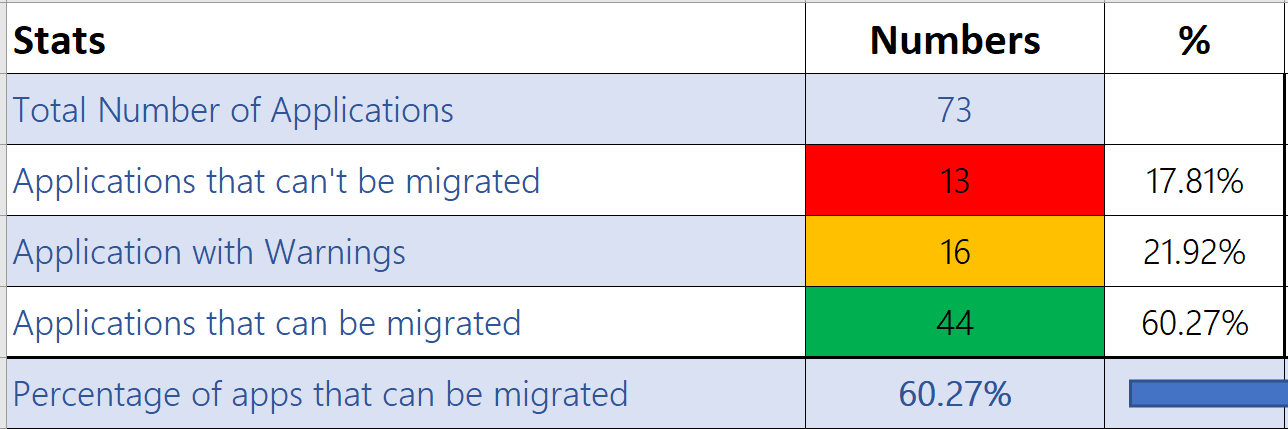 Stats Numbers %
Total Number of Applications 73
Applications that can't be migrated 13 17.81%
Application with Warnings 16 21.92%
Applications that can be migrated 44 60.27%
Percentage of apps that can be migrated 60.27%